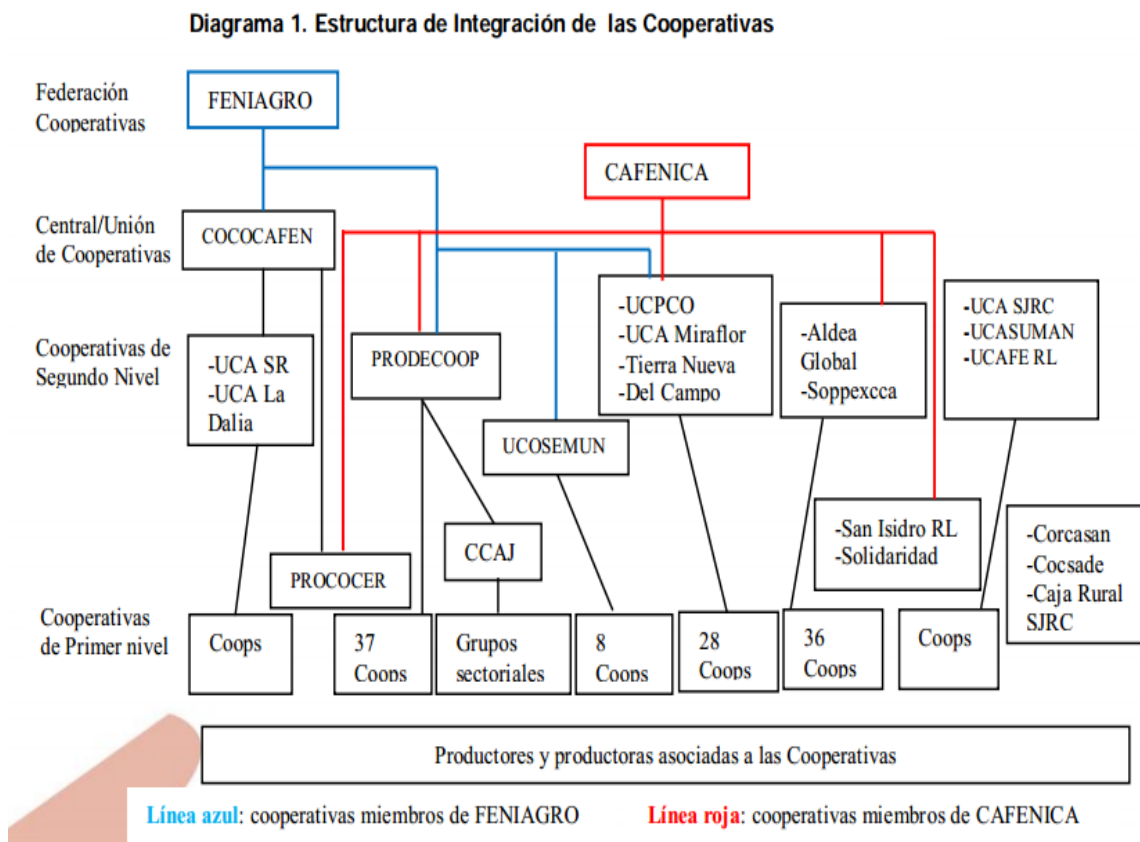 Diagrama 1. Estructura de Integración de las Cooperativas
Federación
Cooperativas
FENIAGRO
CAFENICA
Central/Unión
de Cooperativas
COCOCAFEN
Cooperativas de
Segundo Nivel
-UCA SR
-UCA La
Dalia
PRODECOOP
UCOSEMUN
-UCPCO
-UCA Miraflor
-Tierra Nueva
-Del Campo
-Aldea
Global
-Soppexcca
-UCA SJRC
-UCASUMAN
-UCAFE RL
PROCOCER
CCAJ
-San Isidro RL
-Solidaridad
-Corcasan
-Cocsade
-Caja Rural
SJRC
Cooperativas
de Primer nivel
Coops
37
Coops
Grupos
sectoriales
8
Coops
28
Coops
36
Coops
Coops
Productores y productoras asociadas a las Cooperativas
Línea azul: cooperativas miembros de FENIAGRO
Línea roja: cooperativas miembros de CAFENICA